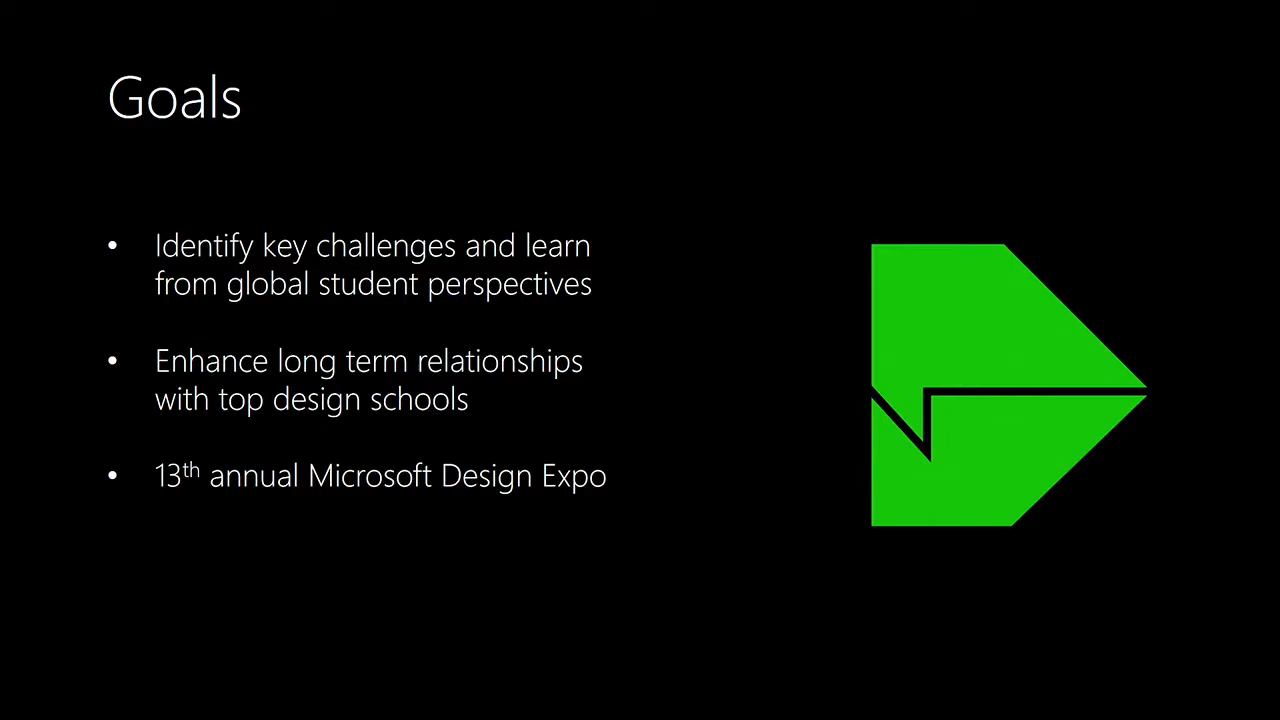 Goals
• Identify key challenges and learn
from global student perspectives
• Enhance long term relationships
with top design schools
• 13th annual Microsoft Design Expo